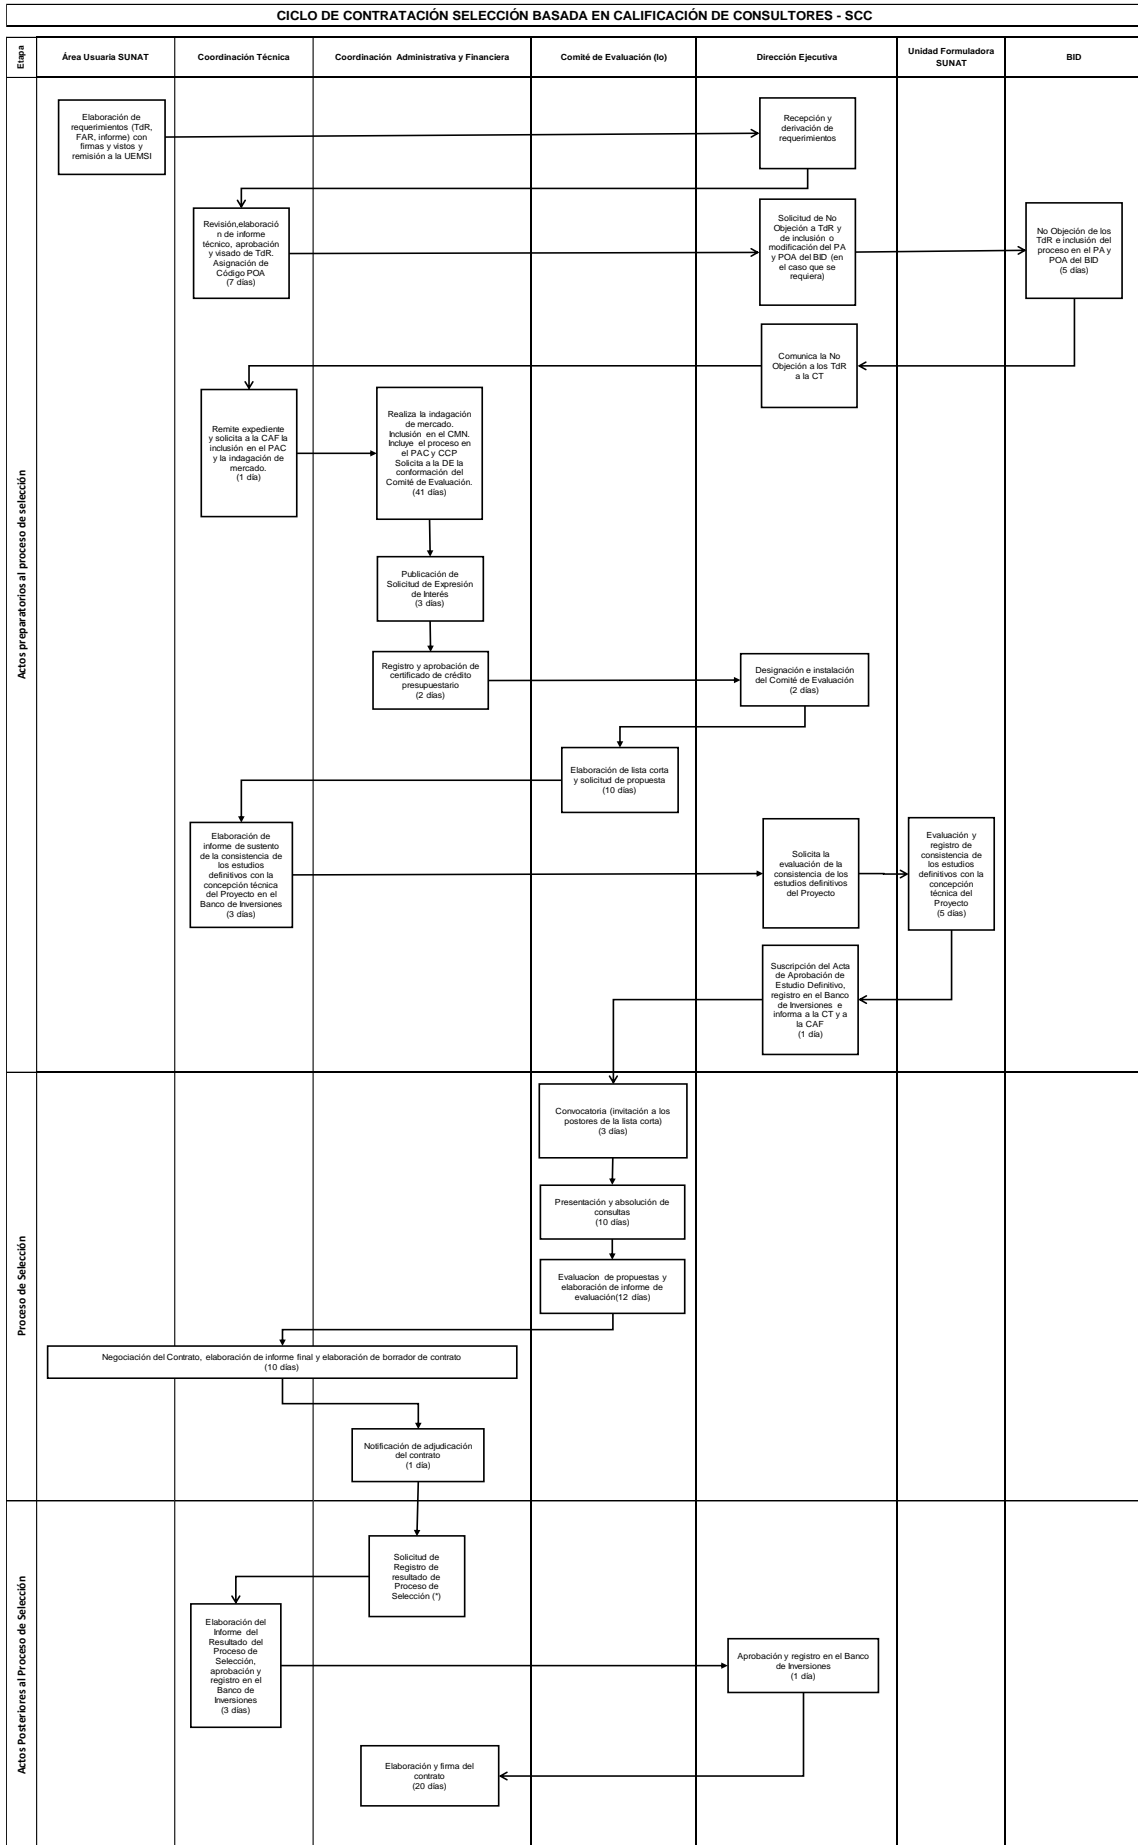 CICLO DE CONTRATACIÓN SELECCIÓN BASADA EN CALIFICACIÓN DE CONSULTORES - SCC
Etapa
Área Usuaria SUNAT
Coordinación Técnica
Coordinación Administrativa y Financiera
Comité de Evaluación (lo)
Dirección Ejecutiva
Unidad Formuladora
SUNAT
BID
Actos preparatorios al proceso de selección
Elaboración de
requerimientos (TdR,
FAR, informe) con
firmas y vistos y
remisión a la UEMSI
Recepción y
derivación de
requerimientos
Revisión,elaboració
n de informe
técnico, aprobación
y visado de TdR.
Asignación de
Código POA
(7 días)
Solicitud de No
Objeción a TdR y
de inclusión o
modificación del PA
y POA del BID (en
el caso que se
requiera)
No Objeción de los
TdR e inclusión del
proceso en el PA y
POA del BID
(5 días)
Comunica la No
Objeción a los TdR
a la CT
Remite expediente
y solicita a la CAF la
inclusión en el PAC
y la indagación de
mercado.
(1 día)
Realiza la indagación
de mercado.
Inclusión en el CMN.
Incluye el proceso en
el PAC y CCP
Solicita a la DE la
conformación del
Comité de Evaluación.
(41 días)
Publicación de
Solicitud de Expresión
de Interés
(3 días)
Registro y aprobación de
certificado de crédito
presupuestario
(2 días)
Designación e instalación
del Comité de Evaluación
(2 días)
Elaboración de lista corta
y solicitud de propuesta
(10 días)
Elaboración de
informe de sustento
de la consistencia de
los estudios
definitivos con la
concepción técnica
del Proyecto en el
Banco de Inversiones
(3 días)
Solicita la
evaluación de la
consistencia de los
estudios definitivos
del Proyecto
Evaluación y
registro de
consistencia de
los estudios
definitivos con la
concepción
técnica del
Proyecto
(5 días)
Suscripción del Acta
de Aprobación de
Estudio Definitivo,
registro en el Banco
de Inversiones e
informa a la CT y a
la CAF
(1 día)
Proceso de Selección
Convocatoria (invitación a los
postores de la lista corta)
(3 días)
Presentación y absolución de
consultas
(10 días)
Evaluacíon de propuestas y
elaboración de informe de
evaluación(12 días)
Negociación del Contrato, elaboración de informe final y elaboración de borrador de contrato
(10 días)
Notificación de adjudicación
del contrato
(1 día)
Actos Posteriores al Proceso de Selección
Solicitud de
Registro de
resultado de
Proceso de
Selección (*)
Elaboración del
Informe del
Resultado del
Proceso de
Selección,
aprobación y
registro en el
Banco de
Inversiones
(3 días)
Aprobación y registro en el Banco
de Inversiones
(1 día)
Elaboración y firma del
contrato
(20 días)